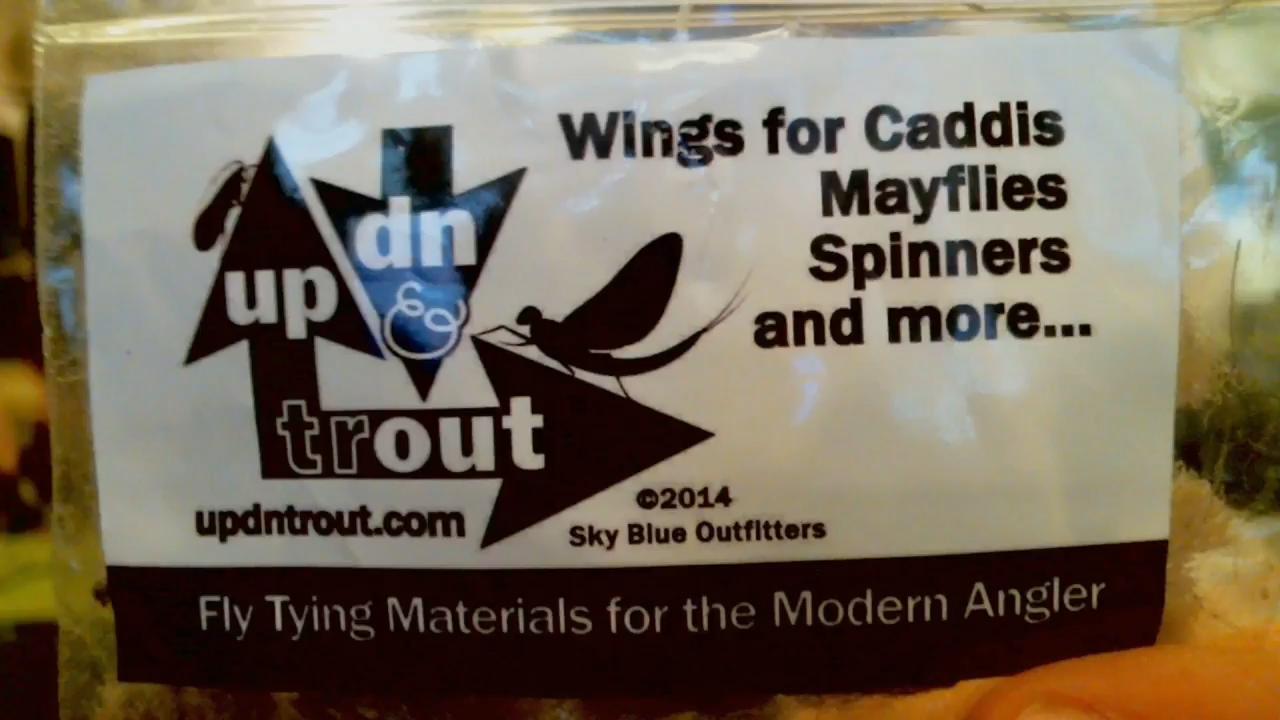 up
dn
&
trout
updntrout.com
Wings for Caddis
Mayflies
Spinners
and more...
©2014
Sky Blue Outfitters
Fly Tying Materials for the Modern Angler